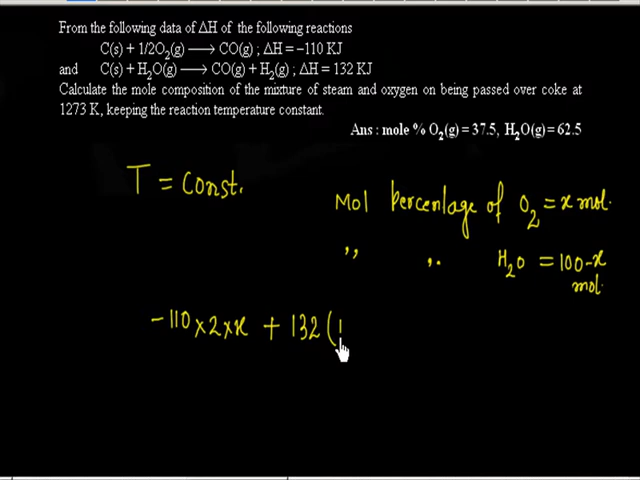 From the following data of ΔH of the following reactions
C(s) + 1/2O₂(g) ⟶ CO(g) ; ΔH = −110 KJ
and C(s) + H₂O(g) ⟶ CO(g) + H₂(g) ; ΔH = 132 KJ
Calculate the mole composition of the mixture of steam and oxygen on being passed over coke at
1273 K, keeping the reaction temperature constant.
Ans : mole % O₂(g) = 37.5, H₂O(g) = 62.5
T = Const.
Mol percentage of O₂ = x mol.
,, ,, H₂O = 100-x
mol.
-110 × 2 × x + 132 (1